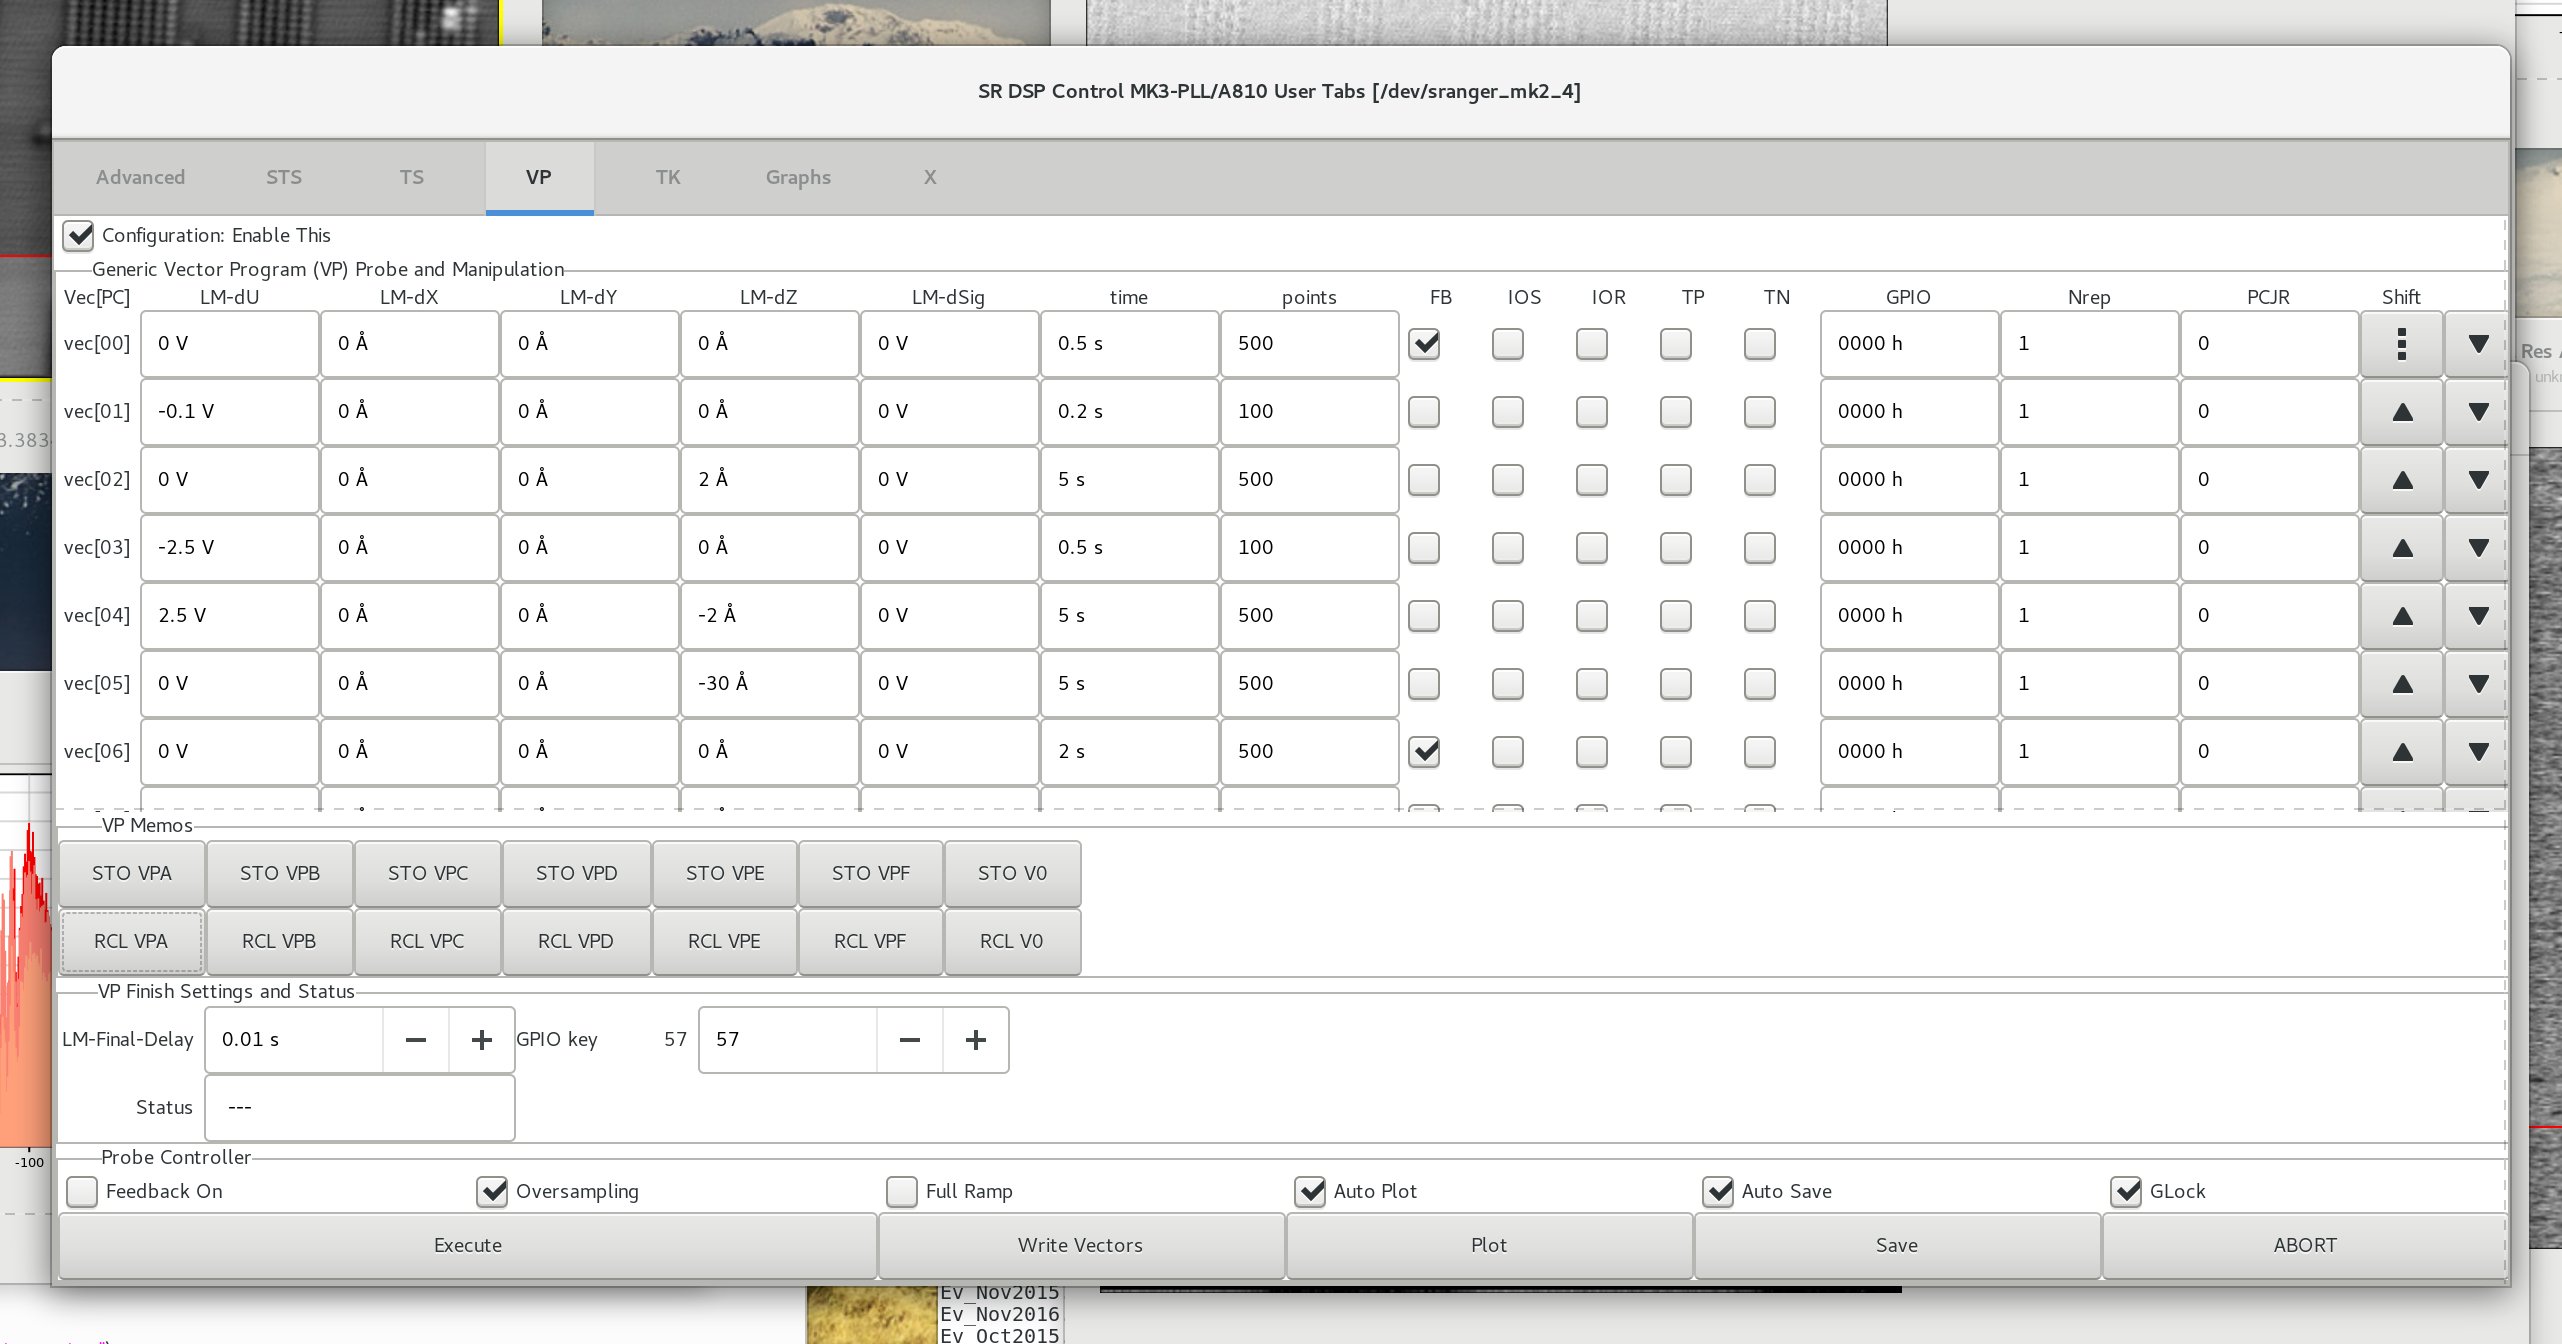 SR DSP Control MK3-PLL/A810 User Tabs [/dev/sranger_mk2_4]
Advanced STS TS VP TK Graphs X
Configuration: Enable This
Generic Vector Program (VP) Probe and Manipulation
Vec[PC] LM-dU LM-dX LM-dY LM-dZ LM-dSig time points FB IOS IOR TP TN GPIO Nrep PCJR Shift
vec[00] 0 V 0 Å 0 Å 0 Å 0 V 0.5 s 500 0000 h 1 0
Res
vec[01] -0.1 V 0 Å 0 Å 0 Å 0 V 0.2 s 100 0000 h 1 0
vec[02] 0 V 0 Å 0 Å 2 Å 0 V 5 s 500 0000 h 1 0
vec[03] -2.5 V 0 Å 0 Å 0 Å 0 V 0.5 s 100 0000 h 1 0
vec[04] 2.5 V 0 Å 0 Å -2 Å 0 V 5 s 500 0000 h 1 0
vec[05] 0 V 0 Å 0 Å -30 Å 0 V 5 s 500 0000 h 1 0
vec[06] 0 V 0 Å 0 Å 0 Å 0 V 2 s 500 0000 h 1 0
VP Memos
STO VPA STO VPB STO VPC STO VPD STO VPE STO VPF STO V0
RCL VPA RCL VPB RCL VPC RCL VPD RCL VPE RCL VPF RCL V0
VP Finish Settings and Status
LM-Final-Delay 0.01 s − + GPIO key 57 57 − +
Status ---
-100
Probe Controller
Feedback On Oversampling Full Ramp Auto Plot Auto Save GLock
Execute Write Vectors Plot Save ABORT
Ev_Nov2015
Ev_Nov2016
Ev_Oct2015